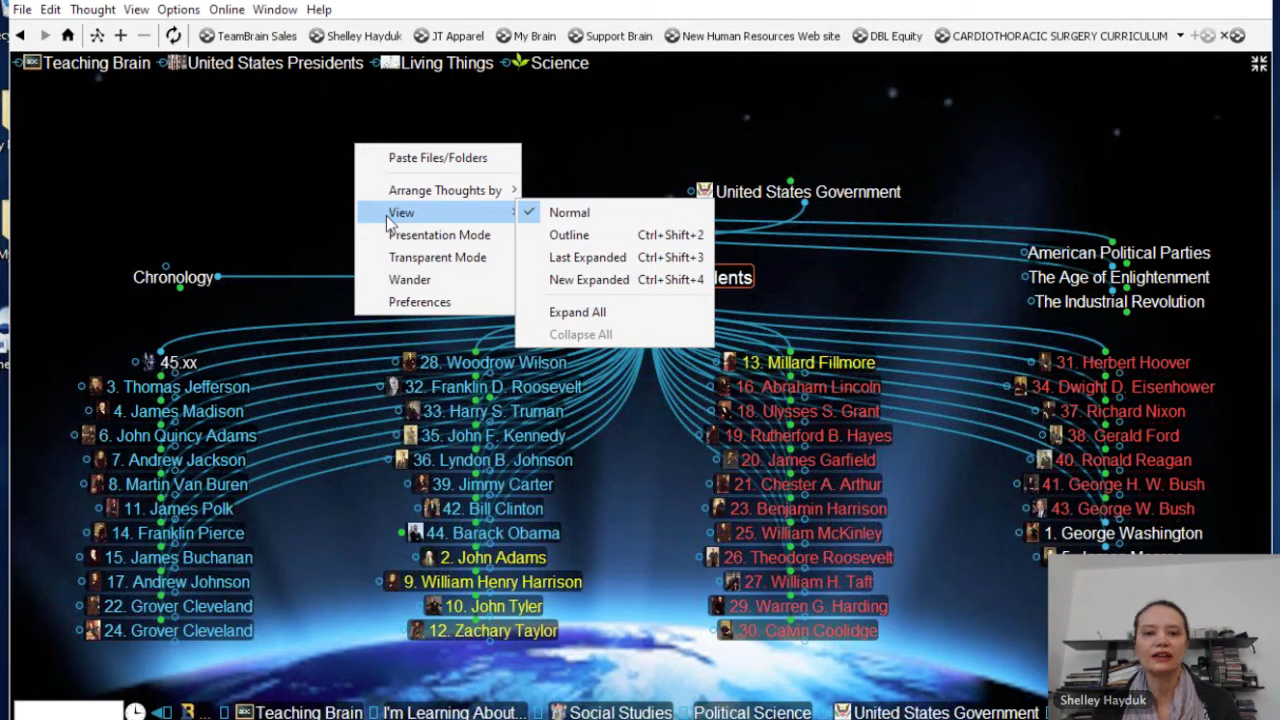 File Edit Thought View Options Online Window Help
TeamBrain Sales Shelley Hayduk JT Apparel My Brain Support Brain New Human Resources Web site DBL Equity CARDIOTHORACIC SURGERY CURRICULUM
Teaching Brain United States Presidents Living Things Science
Paste Files/Folders
Arrange Thoughts by
View
Presentation Mode
Transparent Mode
Wander
Preferences
Normal
Outline Ctrl+Shift+2
Last Expanded Ctrl+Shift+3
New Expanded Ctrl+Shift+4
Expand All
Collapse All
United States Government
Chronology
American Political Parties
The Age of Enlightenment
The Industrial Revolution
45.xx
3. Thomas Jefferson
4. James Madison
6. John Quincy Adams
7. Andrew Jackson
8. Martin Van Buren
11. James Polk
14. Franklin Pierce
15. James Buchanan
17. Andrew Johnson
22. Grover Cleveland
24. Grover Cleveland
28. Woodrow Wilson
32. Franklin D. Roosevelt
33. Harry S. Truman
35. John F. Kennedy
36. Lyndon B. Johnson
39. Jimmy Carter
42. Bill Clinton
44. Barack Obama
2. John Adams
9. William Henry Harrison
10. John Tyler
12. Zachary Taylor
13. Millard Fillmore
16. Abraham Lincoln
18. Ulysses S. Grant
19. Rutherford B. Hayes
20. James Garfield
21. Chester A. Arthur
23. Benjamin Harrison
25. William McKinley
26. Theodore Roosevelt
27. William H. Taft
29. Warren G. Harding
30. Calvin Coolidge
31. Herbert Hoover
34. Dwight D. Eisenhower
37. Richard Nixon
38. Gerald Ford
40. Ronald Reagan
41. George H. W. Bush
43. George W. Bush
1. George Washington
Shelley Hayduk
Teaching Brain I'm Learning About... Social Studies Political Science United States Government